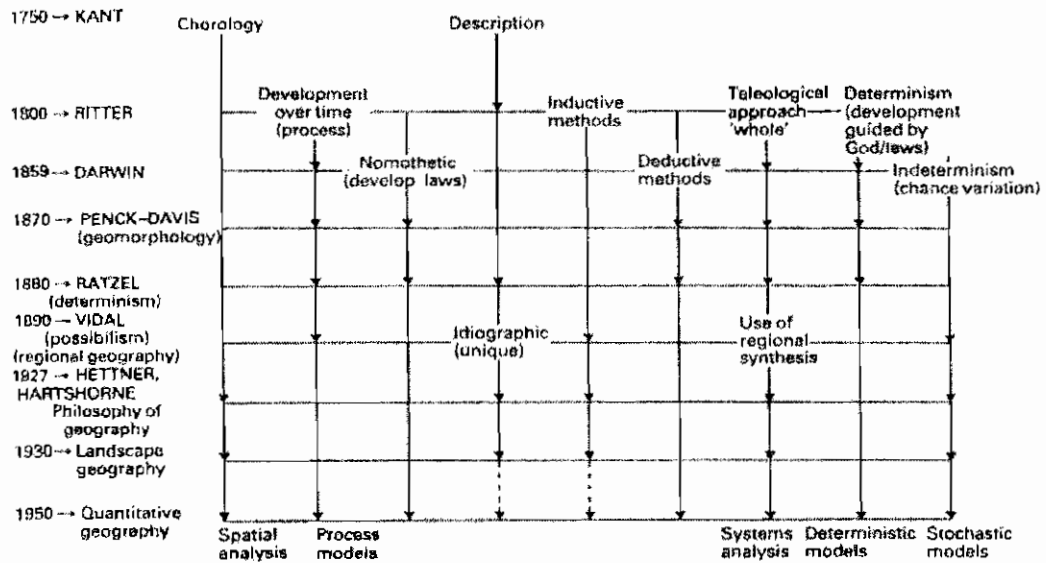 1750 → KANT
Chorology
Description
Development
over time
(process)
Inductive
methods
Teleological
approach
'whole'
Determinism
(development
guided by
God/laws)
1800 → RITTER
Nomothetic
(develop laws)
Deductive
methods
Indeterminism
(chance variation)
1859 → DARWIN
1870 → PENCK–DAVIS
(geomorphology)
1880 → RATZEL
(determinism)
1890 → VIDAL
(possibilism)
(regional geography)
Idiographic
(unique)
Use of
regional
synthesis
1927 → HETTNER,
HARTSHORNE
Philosophy of
geography
1930 → Landscape
geography
1950 → Quantitative
geography
Spatial
analysis
Process
models
Systems
analysis
Deterministic
models
Stochastic
models